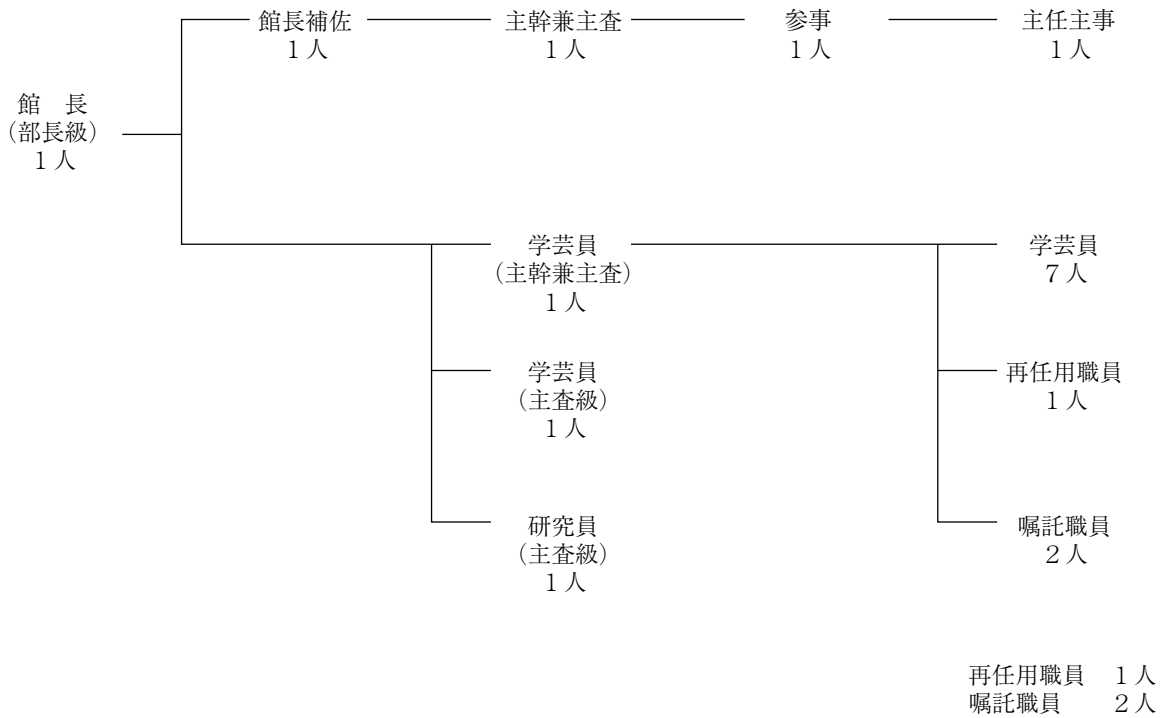 館長補佐
1人
主幹兼主査
1人
参事
1人
主任主事
1人
館　長
（部長級）
1人
学芸員
（主幹兼主査）
1人
学芸員
7人
学芸員
（主査級）
1人
再任用職員
1人
研究員
（主査級）
1人
嘱託職員
2人
再任用職員　1人
嘱託職員　　2人